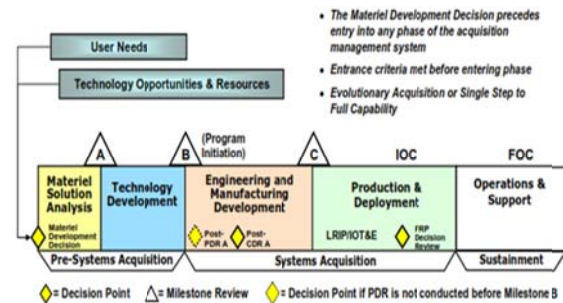 User Needs
Technology Opportunities & Resources
• The Materiel Development Decision precedes
entry into any phase of the acquisition
management system
• Entrance criteria met before entering phase
• Evolutionary Acquisition or Single Step to
Full Capability
A
B
(Program
Initiation)
C
IOC
FOC
Materiel
Solution
Analysis
Materiel
Development
Decision
Technology
Development
Engineering and
Manufacturing
Development
Post-
PDR A
Post-
CDR A
Production &
Deployment
LRIP/IOT&E
FRP
Decision
Review
Operations &
Support
Pre-Systems Acquisition
Systems Acquisition
Sustainment
= Decision Point
= Milestone Review
= Decision Point if PDR is not conducted before Milestone B